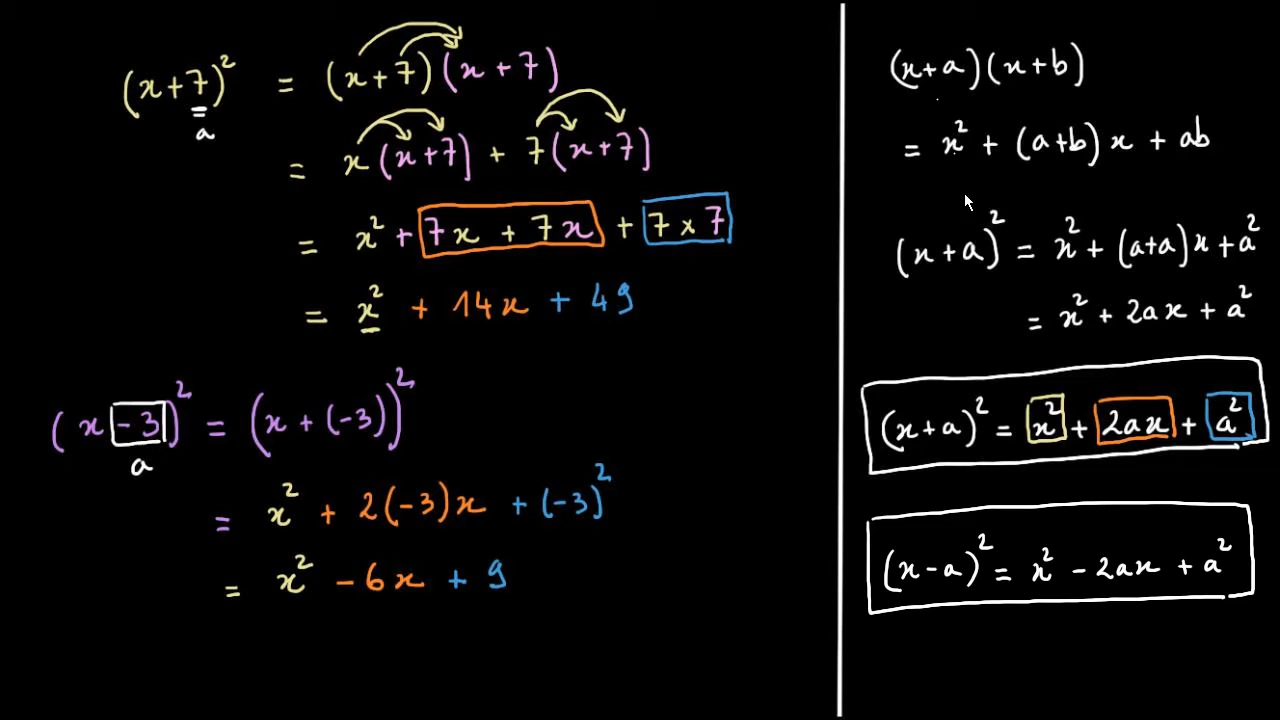 (x+7)² = (x+7)(x+7)
a
= x(x+7) + 7(x+7)
= x² + 7x + 7x + 7×7
= x² + 14x + 49
(x-3)² = (x+(-3))²
a
= x² + 2(-3)x + (-3)²
= x² - 6x + 9
(x+a)(x+b)
= x² + (a+b)x + ab
(x+a)² = x² + (a+a)x + a²
= x² + 2ax + a²
(x+a)² = x² + 2ax + a²
(x-a)² = x² - 2ax + a²